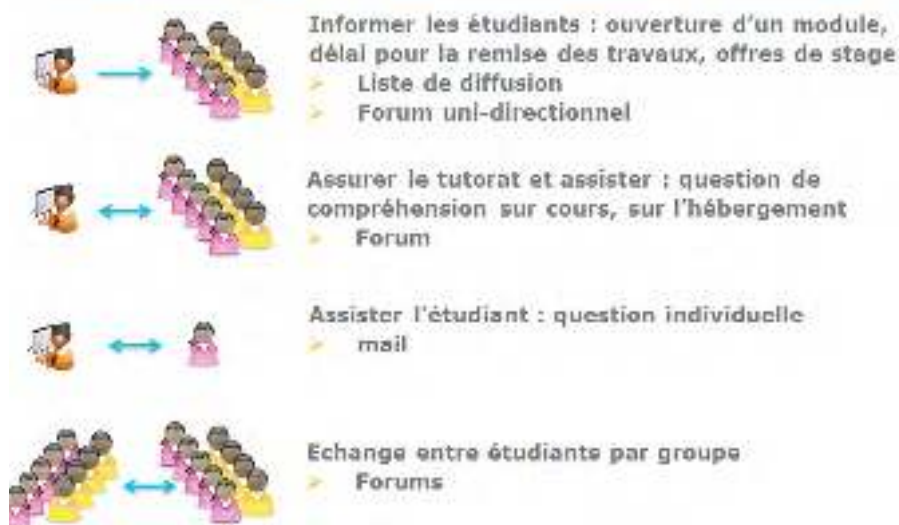 Informer les étudiants : ouverture d'un module,
délai pour la remise des travaux, offres de stage
➢ Liste de diffusion
➢ Forum uni-directionnel
Assurer le tutorat et assister : question de
compréhension sur cours, sur l'hébergement
➢ Forum
Assister l'étudiant : question individuelle
➢ mail
Echange entre étudiants par groupe
➢ Forums